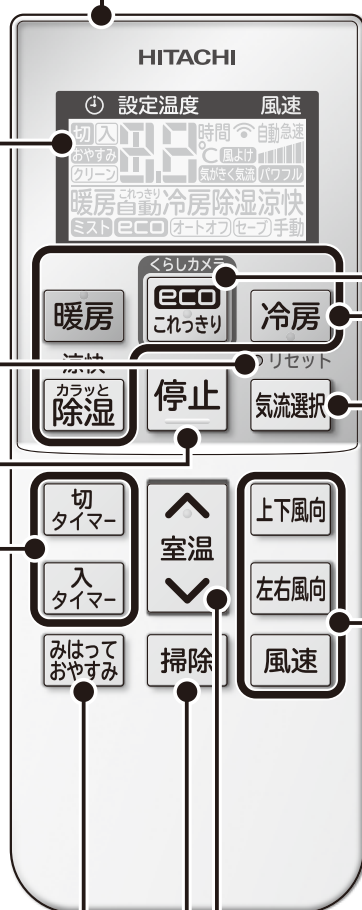 HITACHI
設定温度 風速
切 入 8.8 時間 自動 急速
おやすみ ℃ 風よけ
クリーン 気がきく気流 パワフル
暖房 これっきり自動 冷房 除湿 涼快
ミスト eco オートオフ セーブ 手動
くらしカメラ
eco
これっきり
暖房
冷房
涼快
カラッと
除湿
停止
リセット
気流選択
切
タイマー
室温
上下風向
入
タイマー
左右風向
みはって
おやすみ
掃除
風速